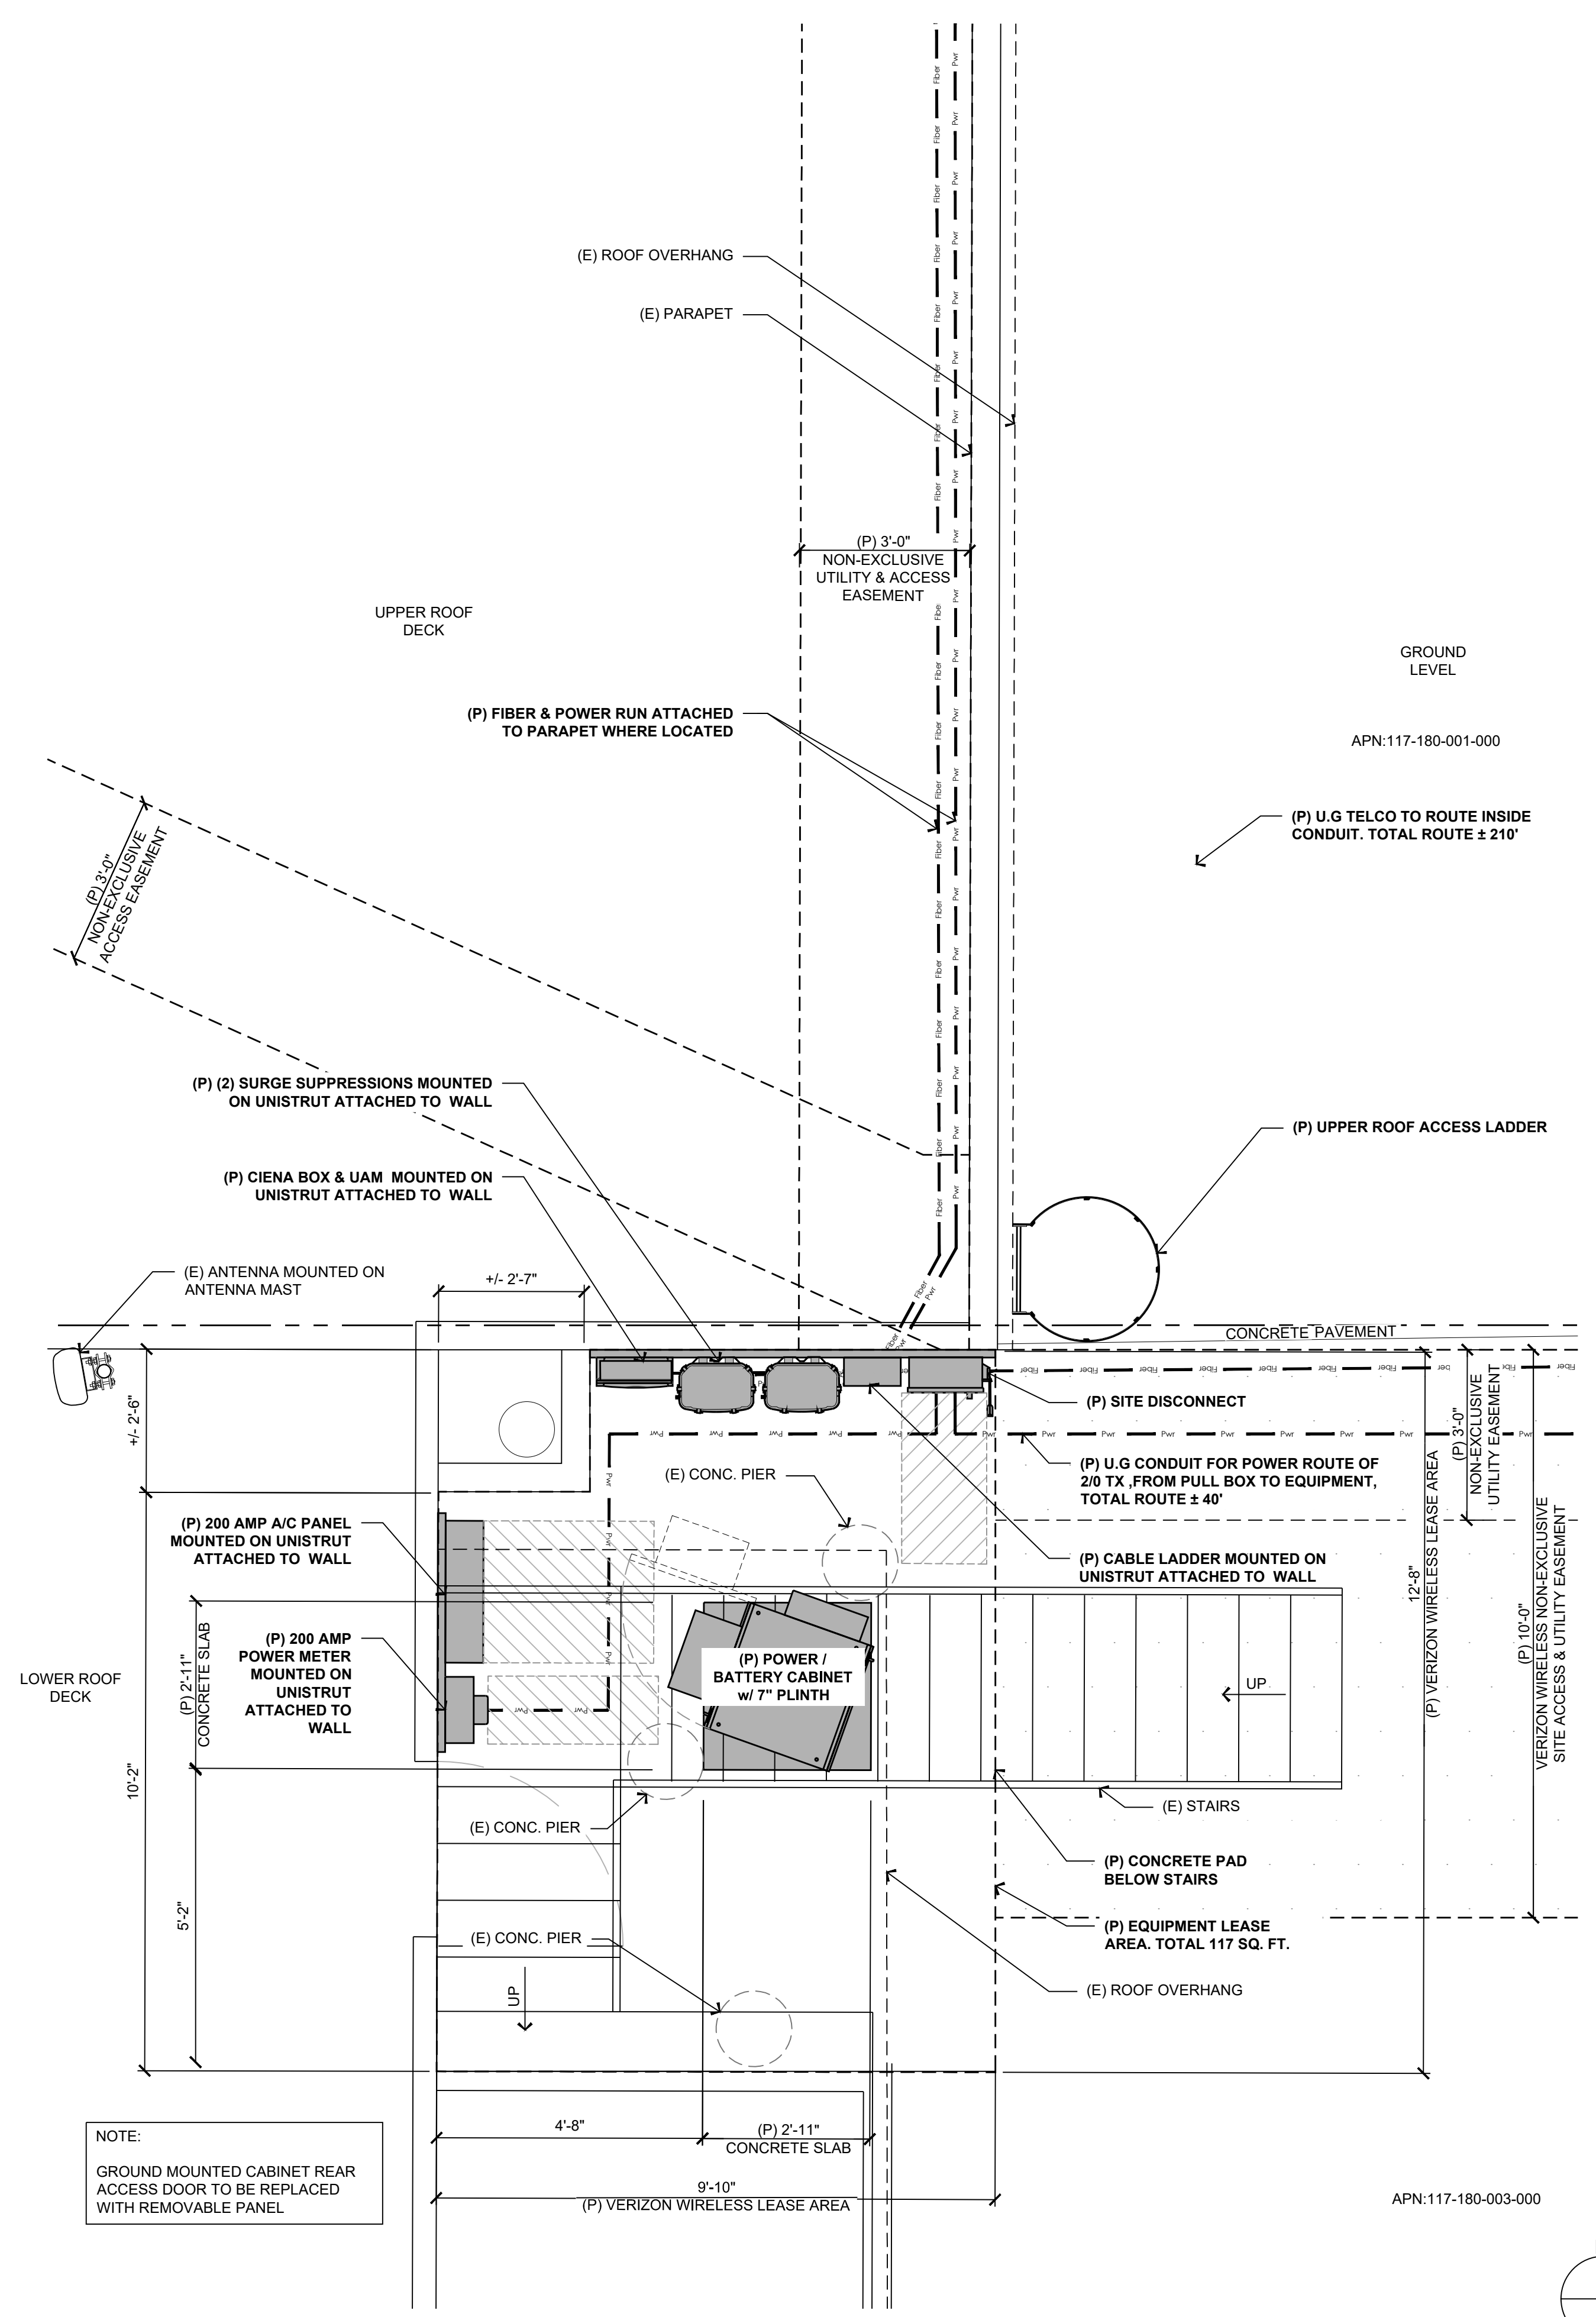 (E) ROOF OVERHANG
(E) PARAPET
(P) 3'-0"
NON-EXCLUSIVE
UTILITY & ACCESS
EASEMENT
UPPER ROOF
DECK
GROUND
LEVEL
(P) FIBER & POWER RUN ATTACHED
TO PARAPET WHERE LOCATED
APN:117-180-001-000
(P) U.G TELCO TO ROUTE INSIDE
CONDUIT. TOTAL ROUTE ± 210'
(P) 3'-0"
NON-EXCLUSIVE
ACCESS EASEMENT
(P) (2) SURGE SUPPRESSIONS MOUNTED
ON UNISTRUT ATTACHED TO WALL
(P) UPPER ROOF ACCESS LADDER
(P) CIENA BOX & UAM MOUNTED ON
UNISTRUT ATTACHED TO WALL
(E) ANTENNA MOUNTED ON
ANTENNA MAST
+/- 2'-7"
CONCRETE PAVEMENT
Fiber
Pwr
+/- 2'-6"
(P) SITE DISCONNECT
(P) 3'-0"
NON-EXCLUSIVE
UTILITY EASEMENT
(P) U.G CONDUIT FOR POWER ROUTE OF
2/0 TX ,FROM PULL BOX TO EQUIPMENT,
TOTAL ROUTE ± 40'
(E) CONC. PIER
(P) 200 AMP A/C PANEL
MOUNTED ON UNISTRUT
ATTACHED TO WALL
(P) CABLE LADDER MOUNTED ON
UNISTRUT ATTACHED TO WALL
12'-8"
(P) VERIZON WIRELESS LEASE AREA
(P) 10'-0"
VERIZON WIRELESS NON-EXCLUSIVE
SITE ACCESS & UTILITY EASEMENT
(P) 2'-11"
CONCRETE SLAB
(P) 200 AMP
POWER METER
MOUNTED ON
UNISTRUT
ATTACHED TO
WALL
(P) POWER /
BATTERY CABINET
w/ 7" PLINTH
LOWER ROOF
DECK
UP
10'-2"
(E) STAIRS
(E) CONC. PIER
(P) CONCRETE PAD
BELOW STAIRS
5'-2"
(P) EQUIPMENT LEASE
AREA. TOTAL 117 SQ. FT.
(E) CONC. PIER
(E) ROOF OVERHANG
UP
4'-8"
(P) 2'-11"
CONCRETE SLAB
9'-10"
(P) VERIZON WIRELESS LEASE AREA
NOTE:
GROUND MOUNTED CABINET REAR
ACCESS DOOR TO BE REPLACED
WITH REMOVABLE PANEL
APN:117-180-003-000